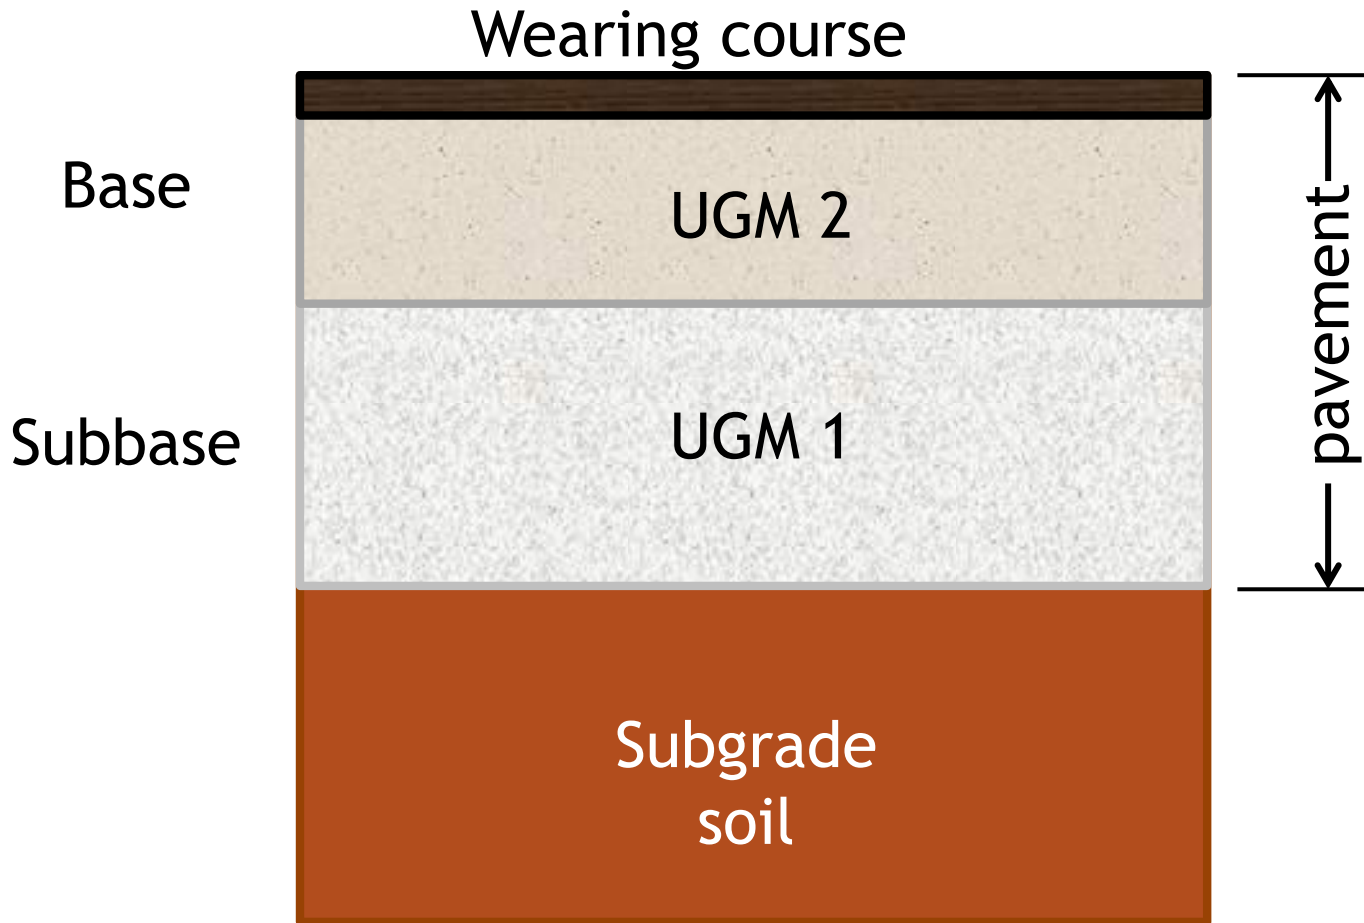 Wearing course
Base
UGM 2
pavement
Subbase
UGM 1
Subgrade
soil